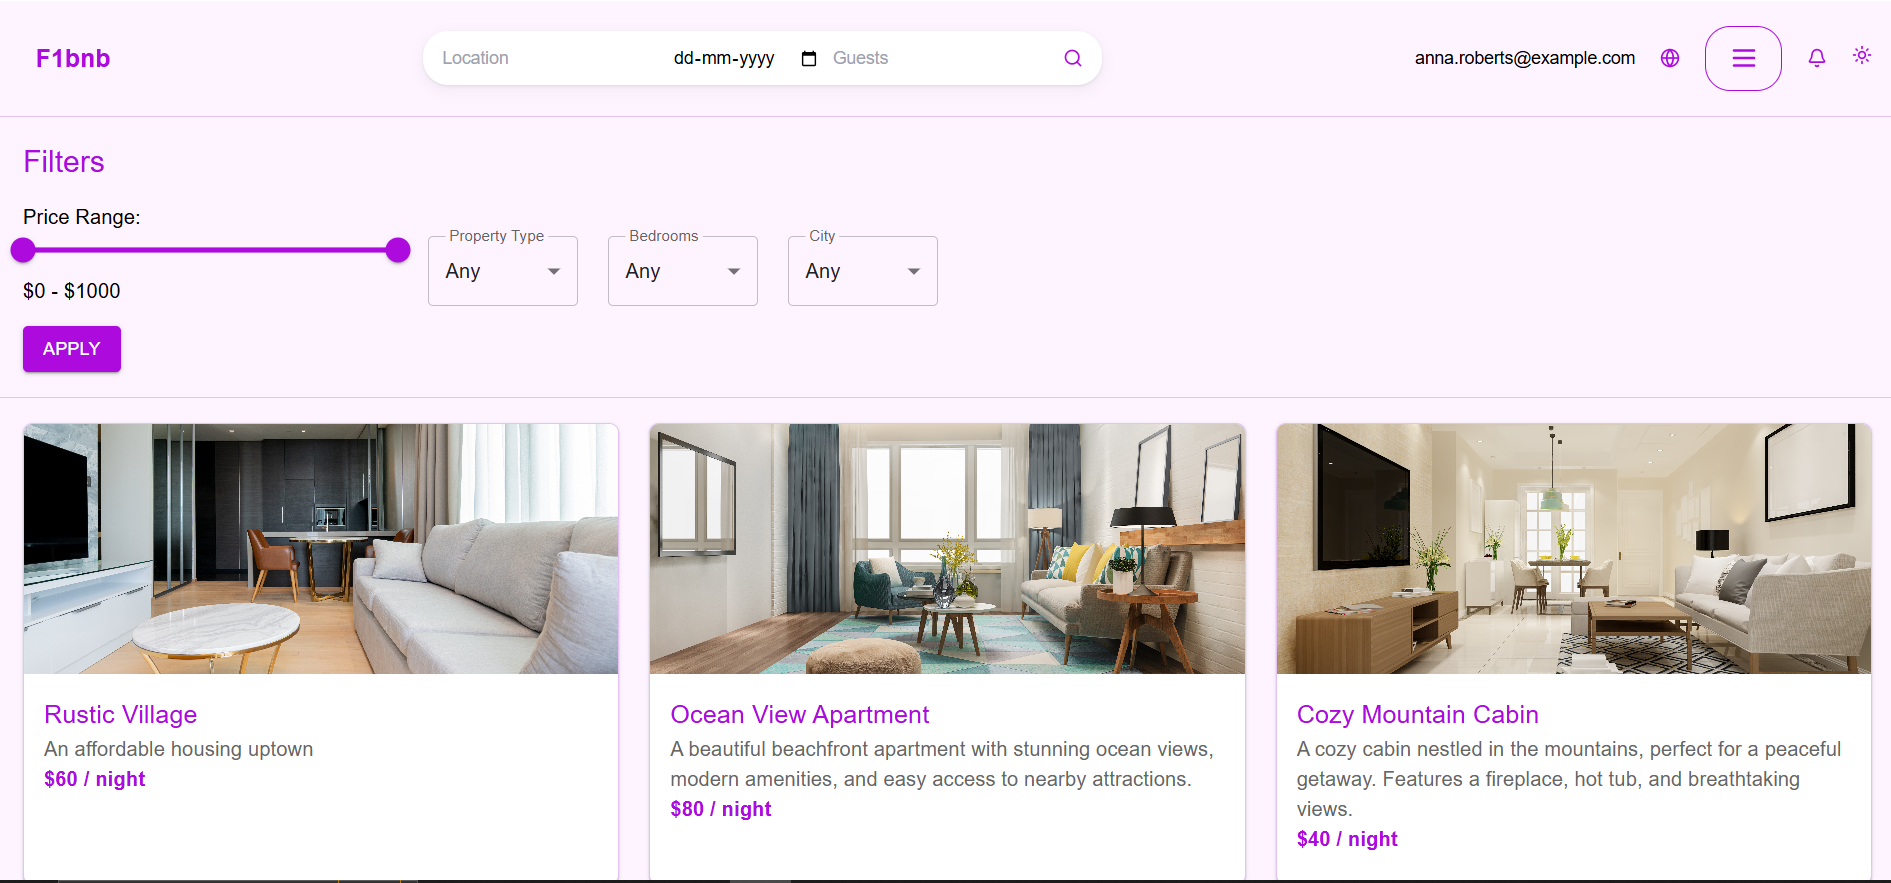 F1bnb
Location dd-mm-yyyy Guests
anna.roberts@example.com
Filters
Price Range:
$0 - $1000
Property Type
Any
Bedrooms
Any
City
Any
APPLY
Rustic Village
An affordable housing uptown
$60 / night
Ocean View Apartment
A beautiful beachfront apartment with stunning ocean views,
modern amenities, and easy access to nearby attractions.
$80 / night
Cozy Mountain Cabin
A cozy cabin nestled in the mountains, perfect for a peaceful
getaway. Features a fireplace, hot tub, and breathtaking
views.
$40 / night